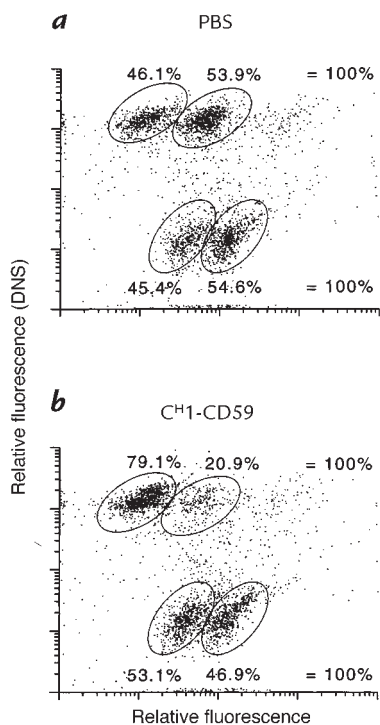 a
PBS
46.1% 53.9% = 100%
45.4% 54.6% = 100%
Relative fluorescence (DNS)
b
Cᴴ1-CD59
79.1% 20.9% = 100%
53.1% 46.9% = 100%
Relative fluorescence